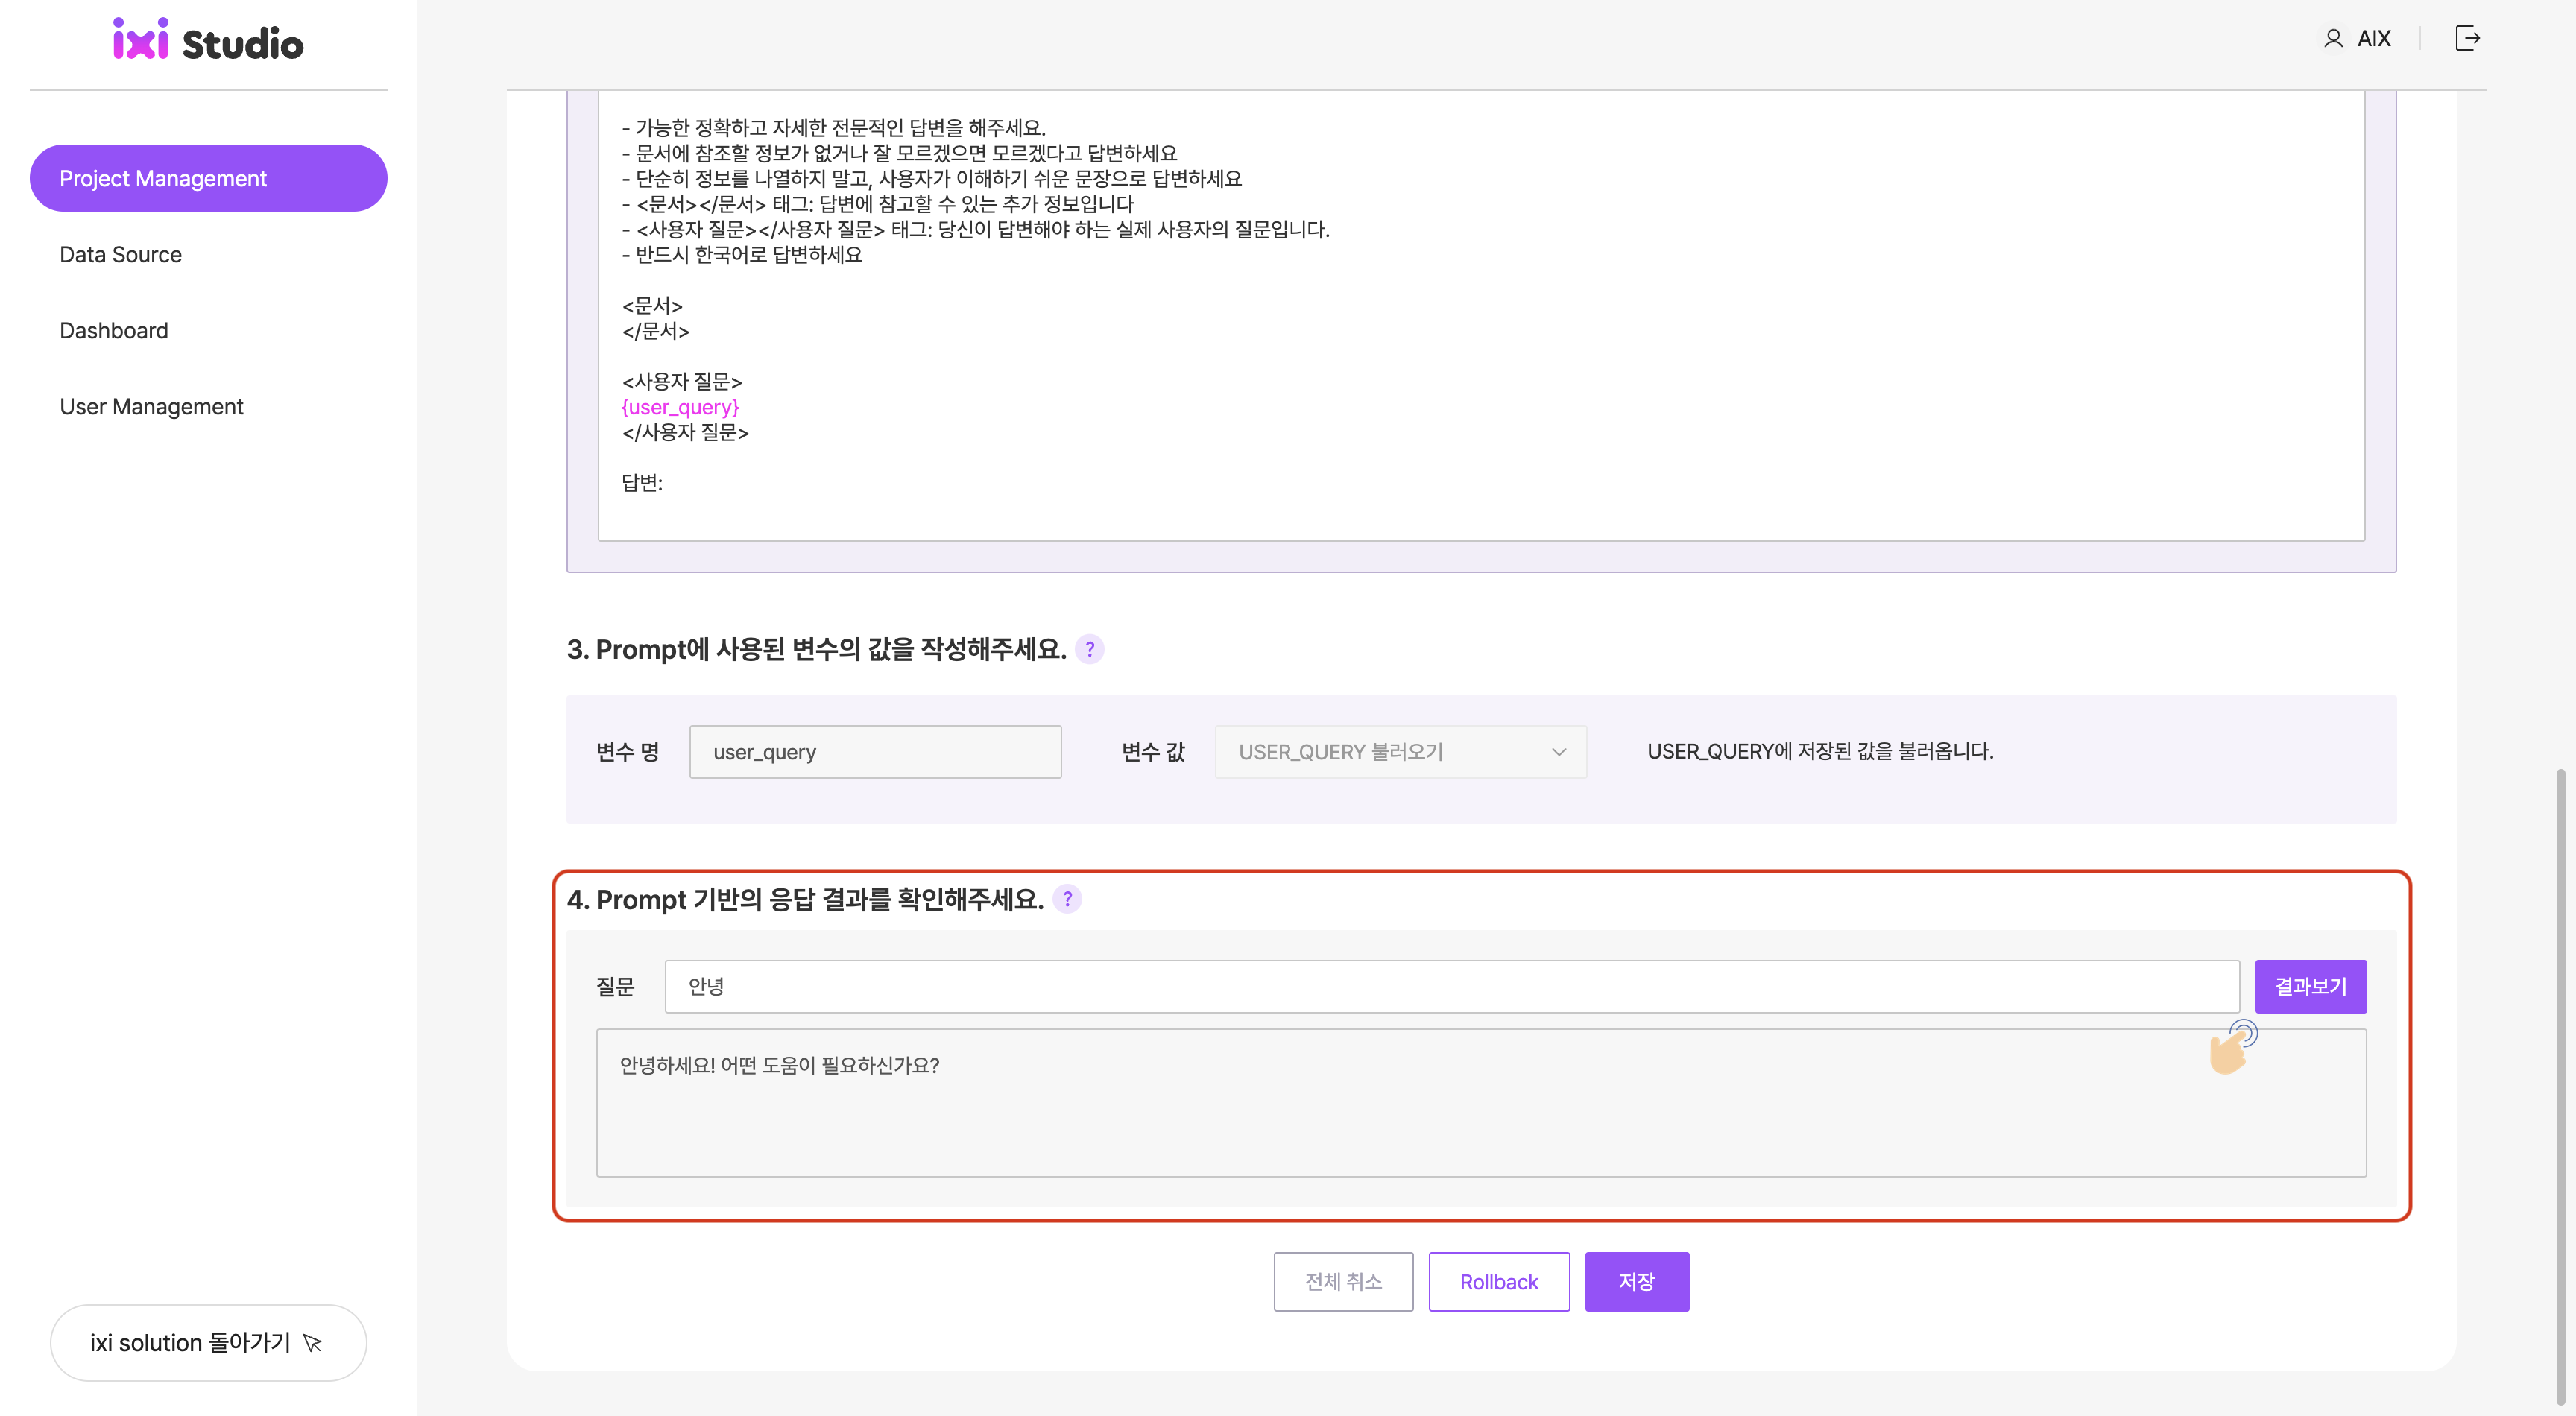 ixi Studio
AIX
Project Management
Data Source
Dashboard
User Management
ixi solution 돌아가기
- 가능한 정확하고 자세한 전문적인 답변을 해주세요.
- 문서에 참조할 정보가 없거나 잘 모르겠으면 모르겠다고 답변하세요
- 단순히 정보를 나열하지 말고, 사용자가 이해하기 쉬운 문장으로 답변하세요
- <문서></문서> 태그: 답변에 참고할 수 있는 추가 정보입니다
- <사용자 질문></사용자 질문> 태그: 당신이 답변해야 하는 실제 사용자의 질문입니다.
- 반드시 한국어로 답변하세요
<문서>
</문서>
<사용자 질문>
{user_query}
</사용자 질문>
답변:
3. Prompt에 사용된 변수의 값을 작성해주세요. ?
변수 명 user_query 변수 값 USER_QUERY 불러오기 USER_QUERY에 저장된 값을 불러옵니다.
4. Prompt 기반의 응답 결과를 확인해주세요. ?
질문 안녕 결과보기
안녕하세요! 어떤 도움이 필요하신가요?
전체 취소 Rollback 저장